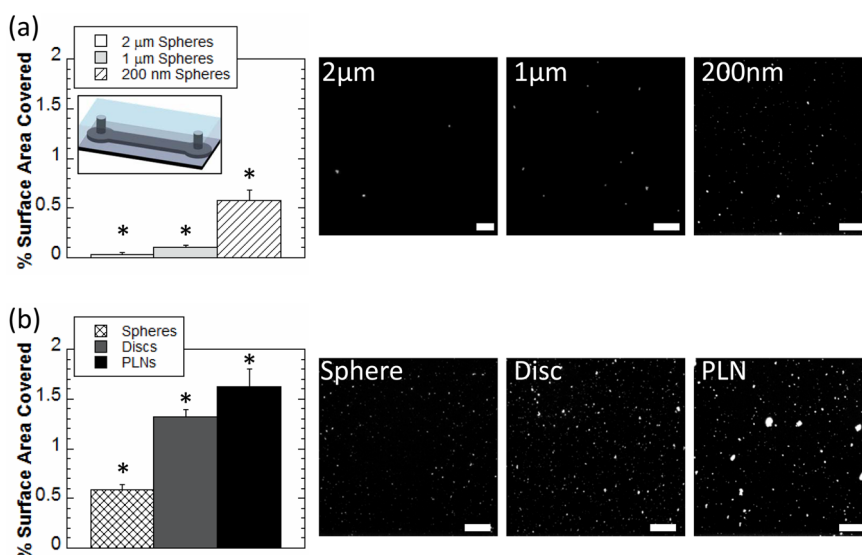 (a)
2 μm Spheres
1 μm Spheres
200 nm Spheres
2
1.5
1
0.5
0
% Surface Area Covered
*
*
*
2μm
1μm
200nm
(b)
Spheres
Discs
PLNs
2
1.5
1
0.5
0
% Surface Area Covered
*
*
*
Sphere
Disc
PLN